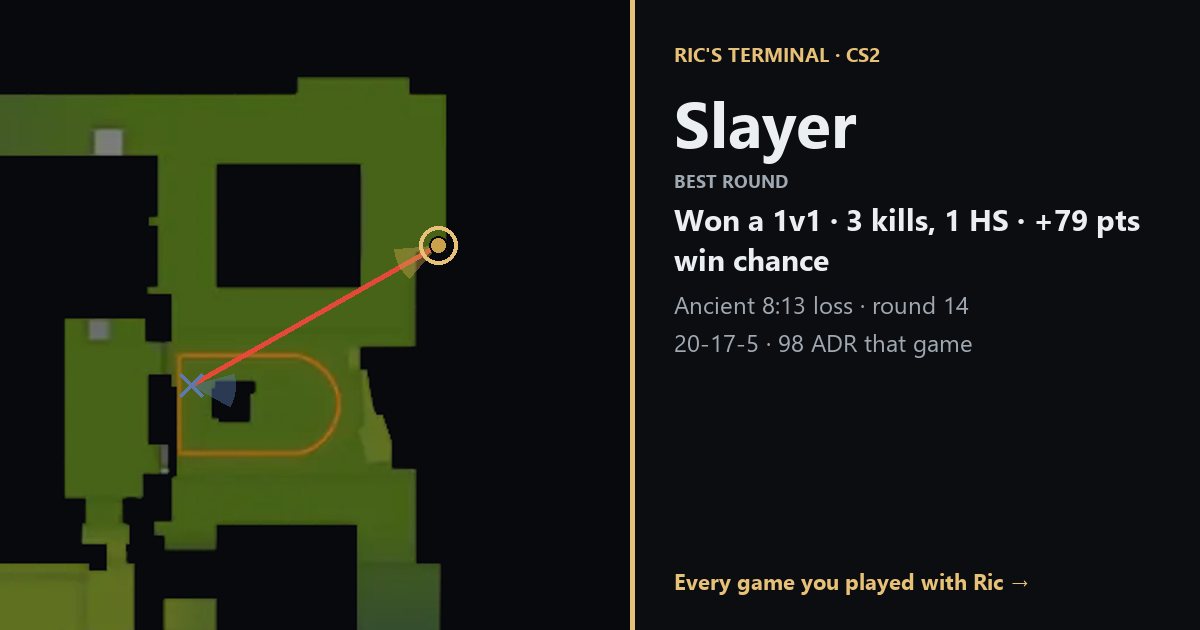 RIC'S TERMINAL · CS2
Slayer
BEST ROUND
Won a 1v1 · 3 kills, 1 HS · +79 pts
win chance
Ancient 8:13 loss · round 14
20-17-5 · 98 ADR that game
Every game you played with Ric →